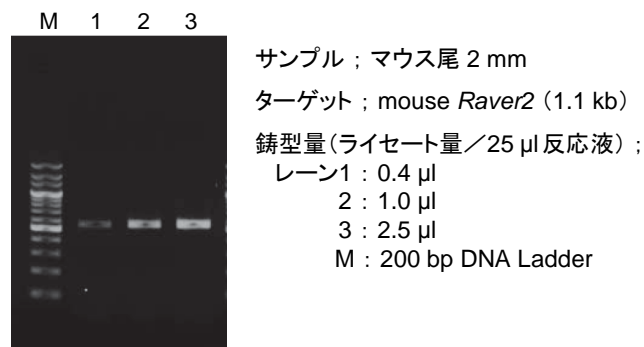 M 1 2 3
サンプル ; マウス尾 2 mm
ターゲット ; mouse Raver2 (1.1 kb)
鋳型量(ライセート量/25 μl 反応液) ;
レーン1 : 0.4 μl
2 : 1.0 μl
3 : 2.5 μl
M : 200 bp DNA Ladder